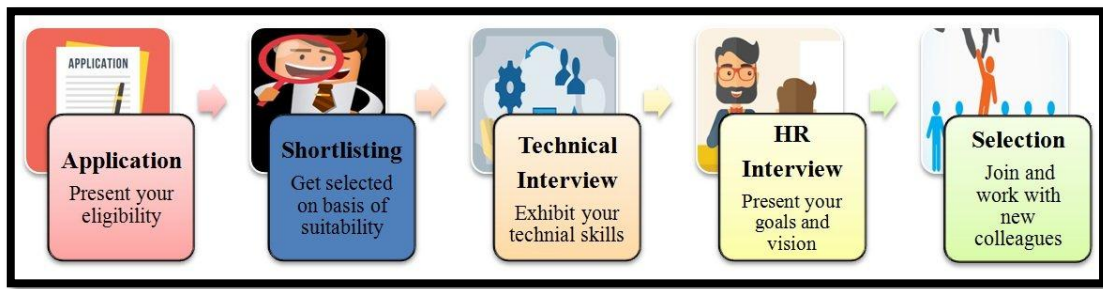 APPLICATION
Application
Present your
eligibility
Shortlisting
Get selected
on basis of
suitability
Technical
Interview
Exhibit your
technial skills
HR
Interview
Present your
goals and
vision
Selection
Join and
work with
new
colleagues